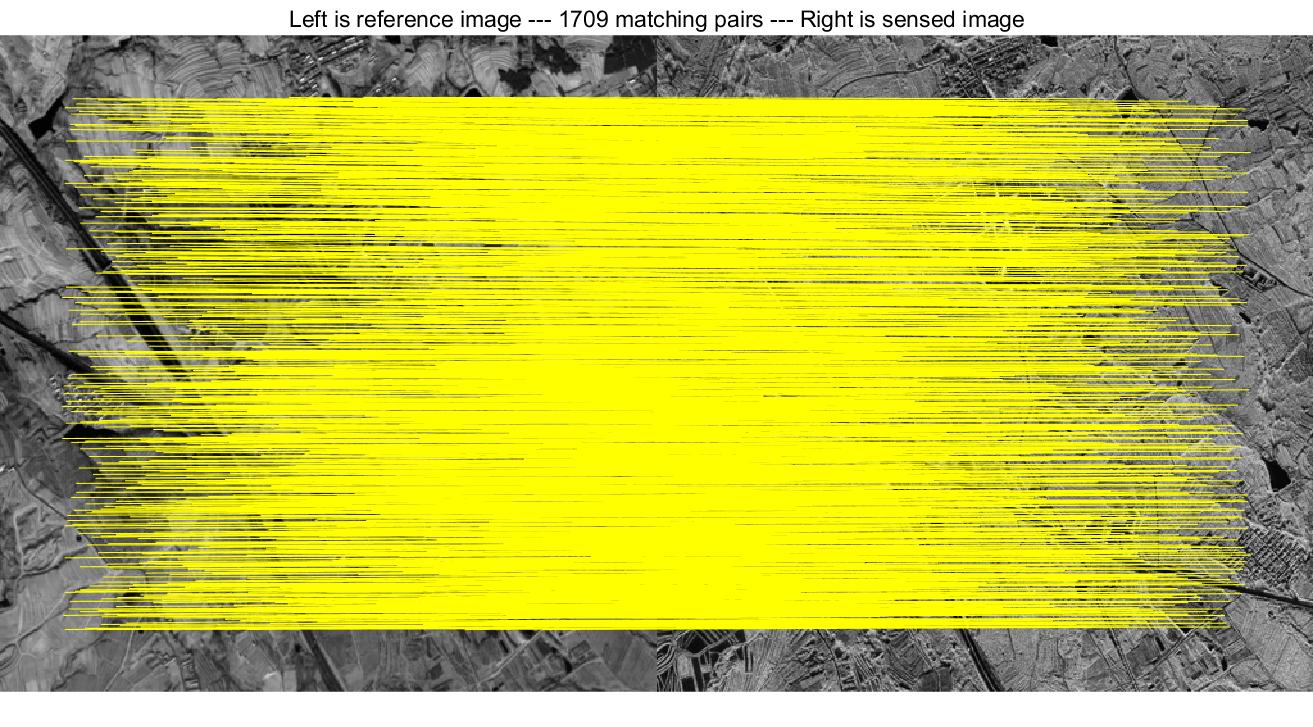 Left is reference image --- 1709 matching pairs --- Right is sensed image